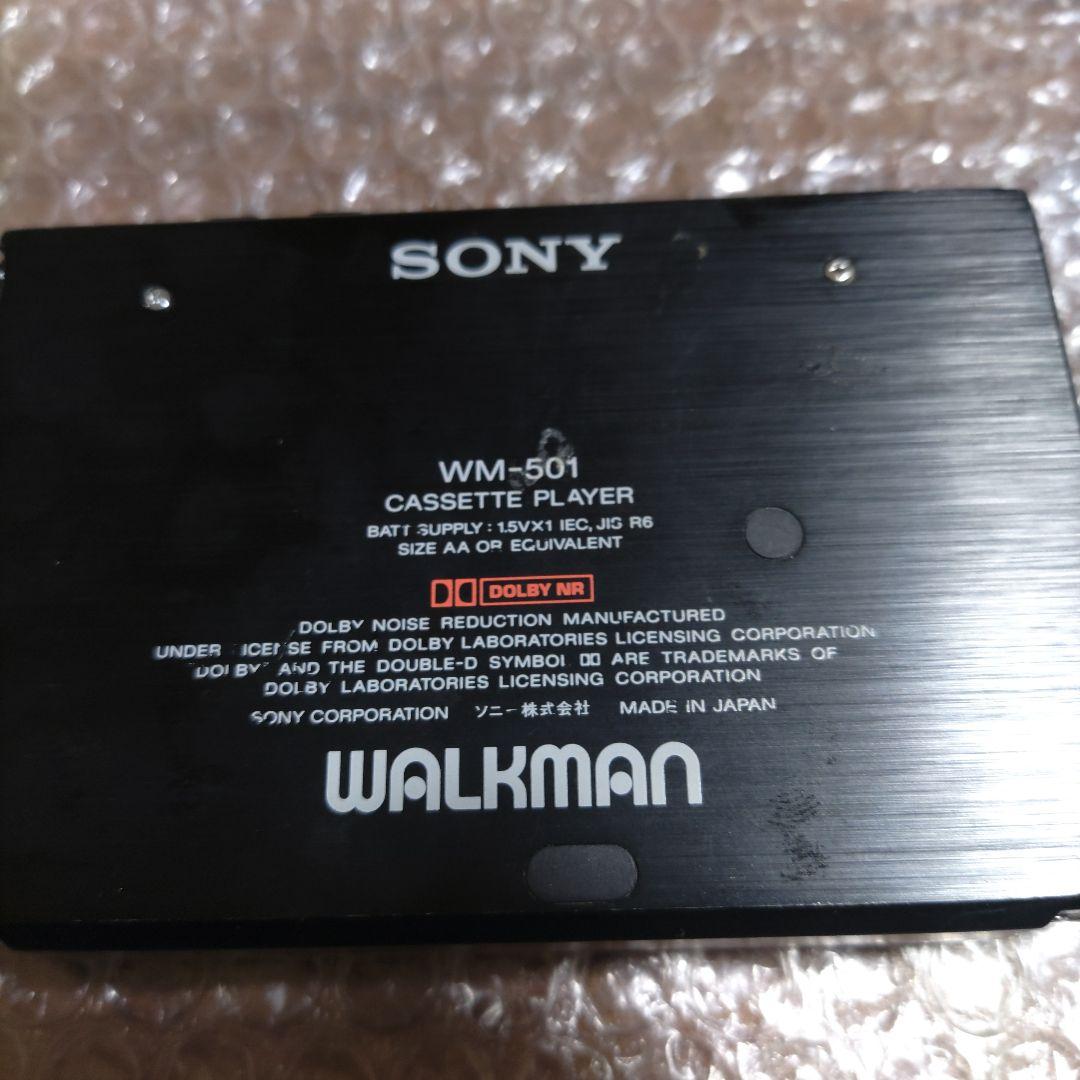 SONY
WM-501
CASSETTE PLAYER
BATT SUPPLY : 1.5V×1 IEC, JIS R6
SIZE AA OR EQUIVALENT
DOLBY NR
DOLBY NOISE REDUCTION MANUFACTURED
UNDER LICENSE FROM DOLBY LABORATORIES LICENSING CORPORATION
DOLBY AND THE DOUBLE-D SYMBOL ARE TRADEMARKS OF
DOLBY LABORATORIES LICENSING CORPORATION
SONY CORPORATION ソニー株式会社 MADE IN JAPAN
WALKMAN